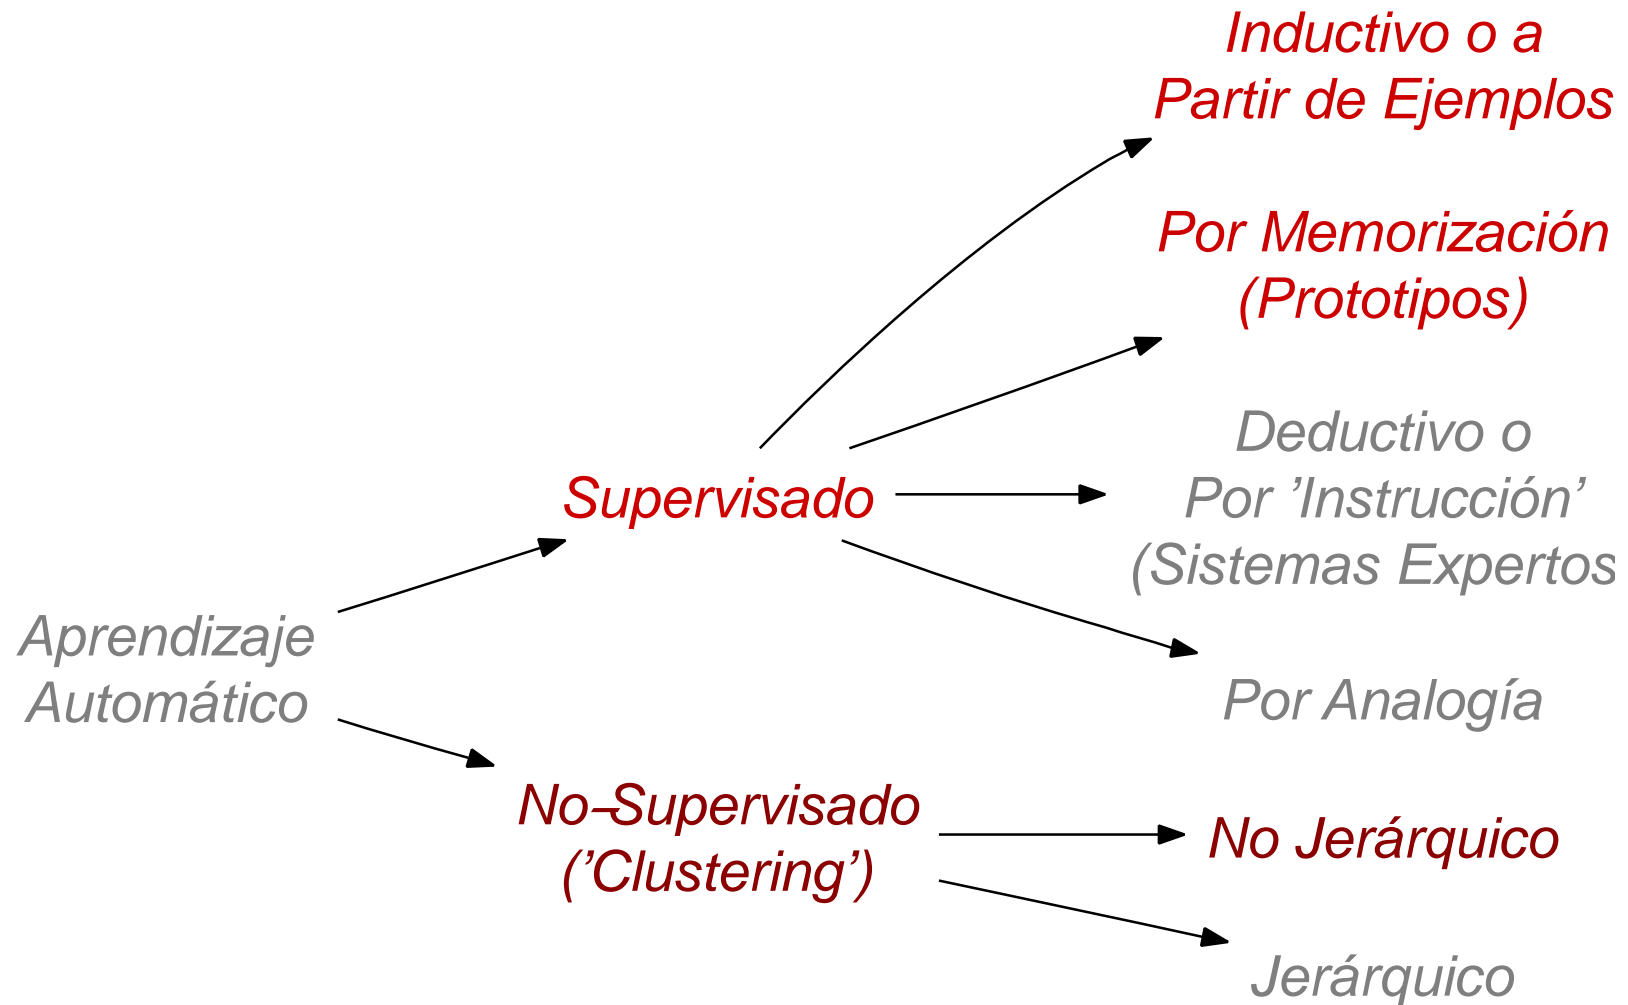 Inductivo o a
Partir de Ejemplos
Por Memorización
(Prototipos)
Deductivo o
Por ’Instrucción’
(Sistemas Expertos
Supervisado
Aprendizaje
Automático
Por Analogía
No–Supervisado
(’Clustering’)
No Jerárquico
Jerárquico